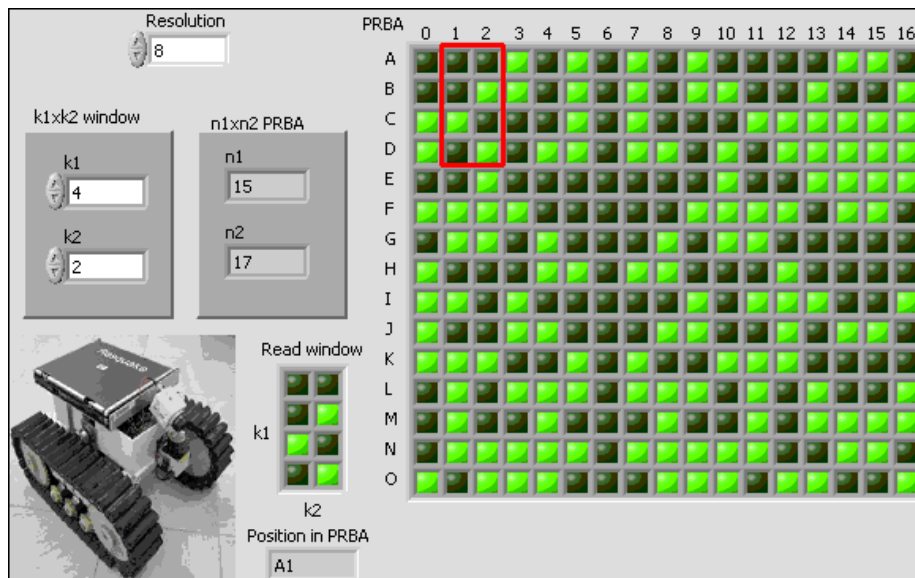 Resolution
8
k1xk2 window
k1
4
k2
2
n1xn2 PRBA
n1
15
n2
17
Read window
k1
k2
Position in PRBA
A1
PRBA
0 1 2 3 4 5 6 7 8 9 10 11 12 13 14 15 16
A
B
C
D
E
F
G
H
I
J
K
L
M
N
O